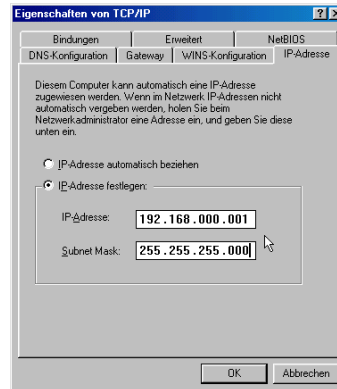 Eigenschaften von TCP/IP
Bindungen Erweitert NetBIOS
DNS-Konfiguration Gateway WINS-Konfiguration IP-Adresse
Diesem Computer kann automatisch eine IP-Adresse
zugewiesen werden. Wenn im Netzwerk IP-Adressen nicht
automatisch vergeben werden, holen Sie beim
Netzwerkadministrator eine Adresse ein, und geben Sie diese
unten ein.
IP-Adresse automatisch beziehen
IP-Adresse festlegen:
IP-Adresse: 192.168.000.001
Subnet Mask: 255.255.255.000
OK Abbrechen